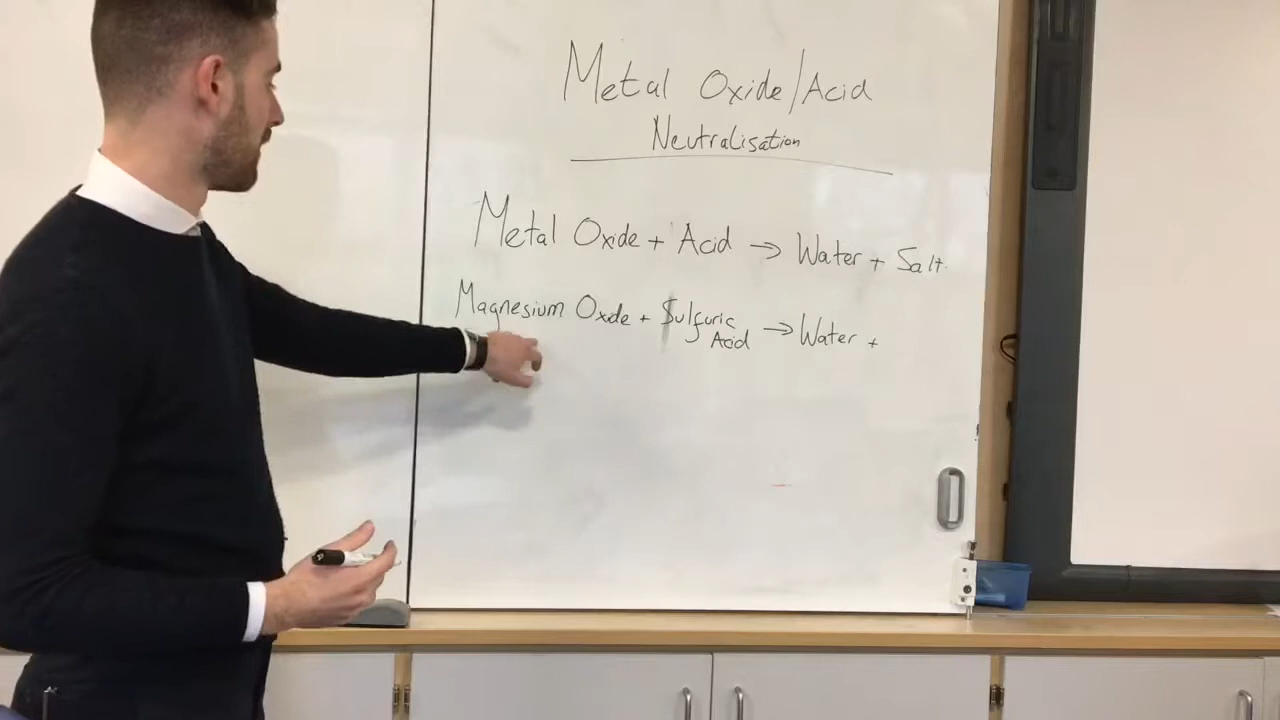 Metal Oxide/Acid
Neutralisation
Metal Oxide + Acid → Water + Salt.
Magnesium Oxide + Sulfuric Acid → Water +